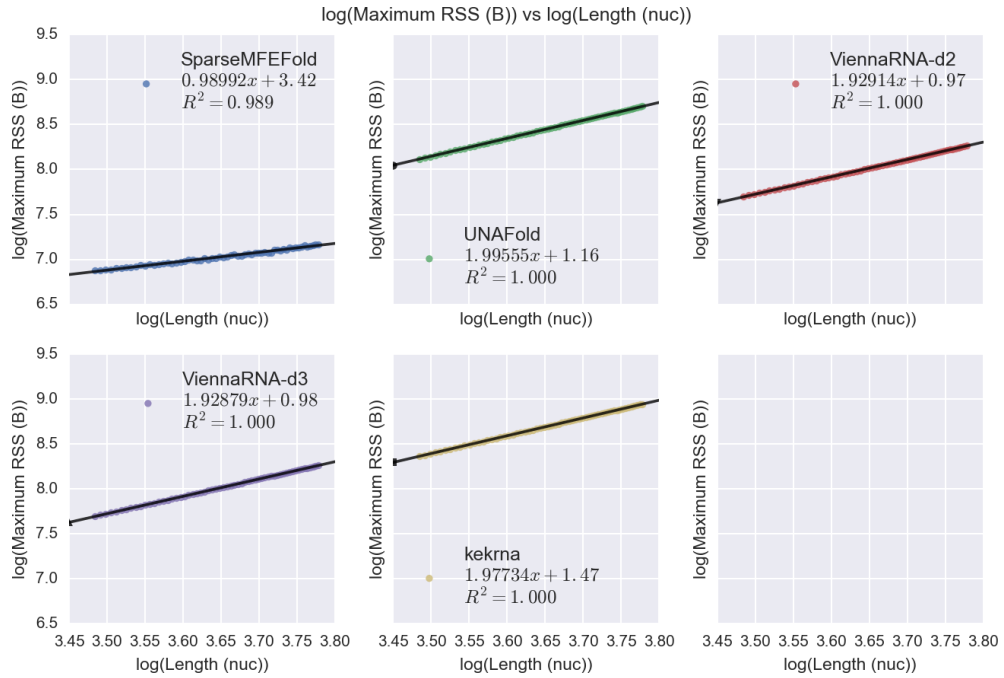 log(Maximum RSS (B)) vs log(Length (nuc))
9.5
9.0
8.5
8.0
7.5
7.0
6.5
log(Maximum RSS (B))
SparseMFEFold
0.98992x + 3.42
R² = 0.989
log(Length (nuc))
log(Maximum RSS (B))
UNAFold
1.99555x + 1.16
R² = 1.000
log(Length (nuc))
log(Maximum RSS (B))
ViennaRNA-d2
1.92914x + 0.97
R² = 1.000
log(Length (nuc))
9.5
9.0
8.5
8.0
7.5
7.0
6.5
log(Maximum RSS (B))
ViennaRNA-d3
1.92879x + 0.98
R² = 1.000
3.45 3.50 3.55 3.60 3.65 3.70 3.75 3.80
log(Length (nuc))
log(Maximum RSS (B))
kekrna
1.97734x + 1.47
R² = 1.000
3.45 3.50 3.55 3.60 3.65 3.70 3.75 3.80
log(Length (nuc))
log(Maximum RSS (B))
3.45 3.50 3.55 3.60 3.65 3.70 3.75 3.80
log(Length (nuc))